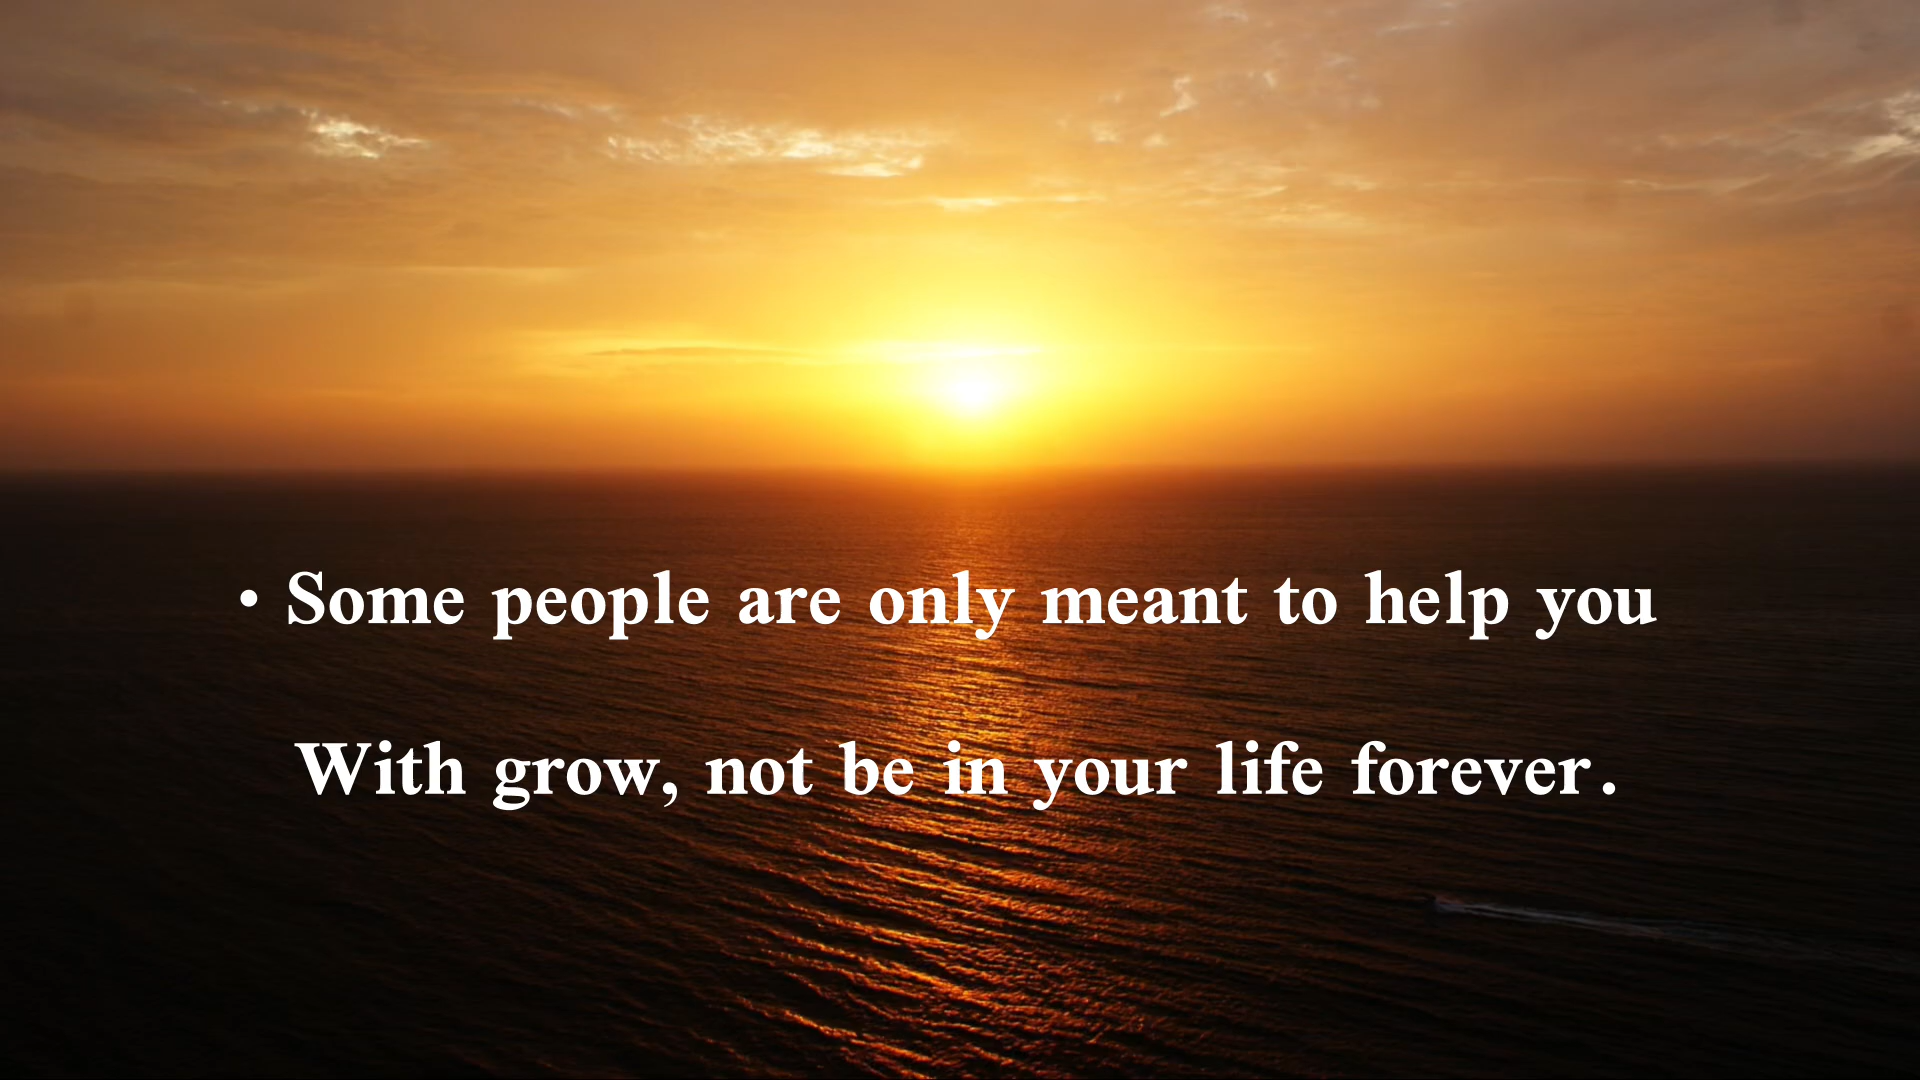 • Some people are only meant to help you
With grow, not be in your life forever.